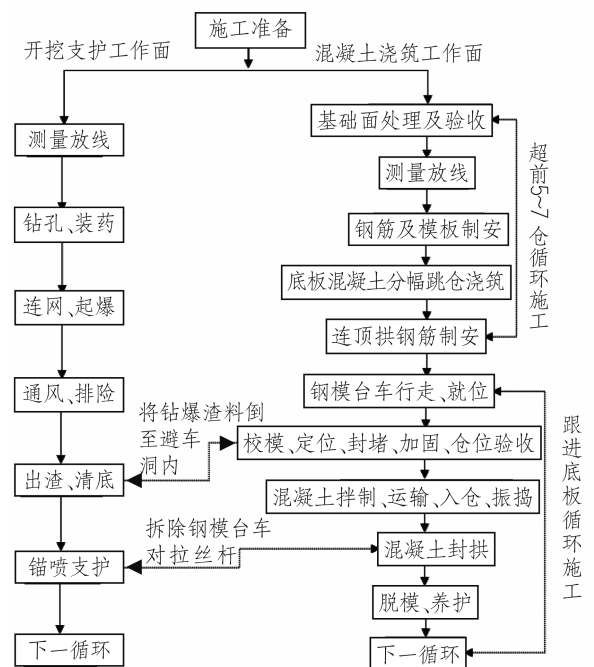 施工准备
开挖支护工作面
混凝土浇筑工作面
测量放线
钻孔、装药
连网、起爆
通风、排险
出渣、清底
锚喷支护
下一循环
将钻爆渣料倒
至避车
洞内
拆除钢模台车
对拉丝杆
基础面处理及验收
测量放线
钢筋及模板制安
底板混凝土分幅跳仓浇筑
连顶拱钢筋制安
钢模台车行走、就位
校模、定位、封堵、加固、仓位验收
混凝土拌制、运输、入仓、振捣
混凝土封拱
脱模、养护
下一循环
超前5~7仓循环施工
跟进底板循环施工